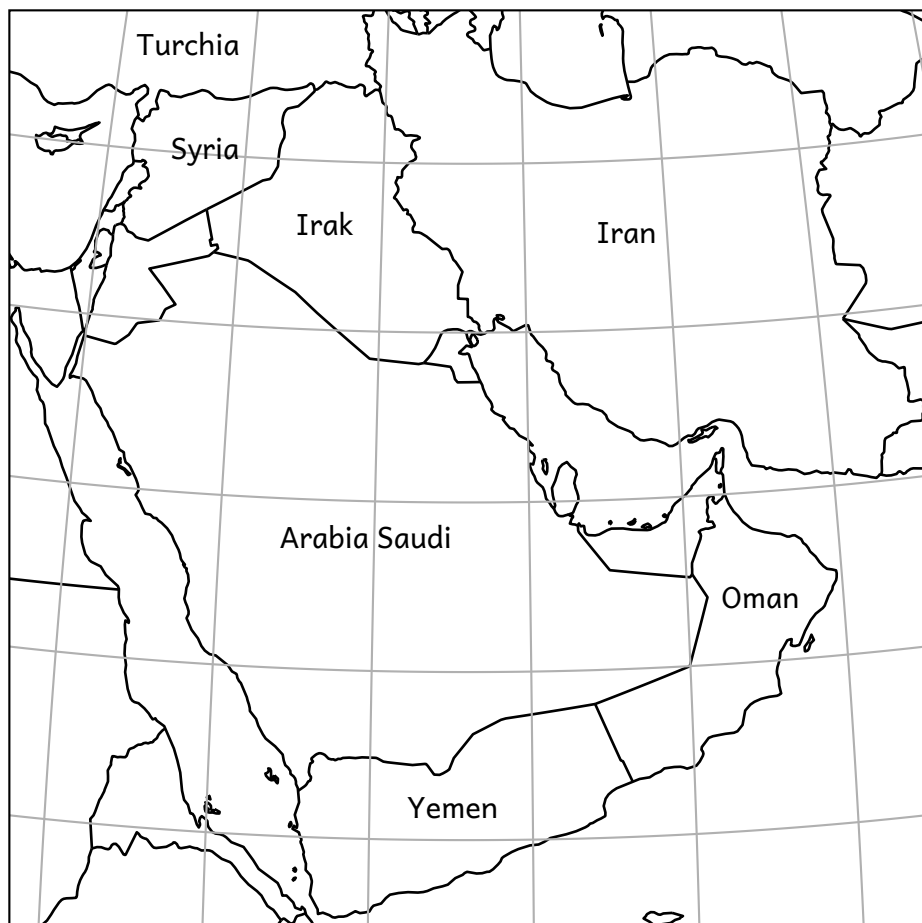 Turchia
Syria
Irak
Iran
Arabia Saudi
Oman
Yemen